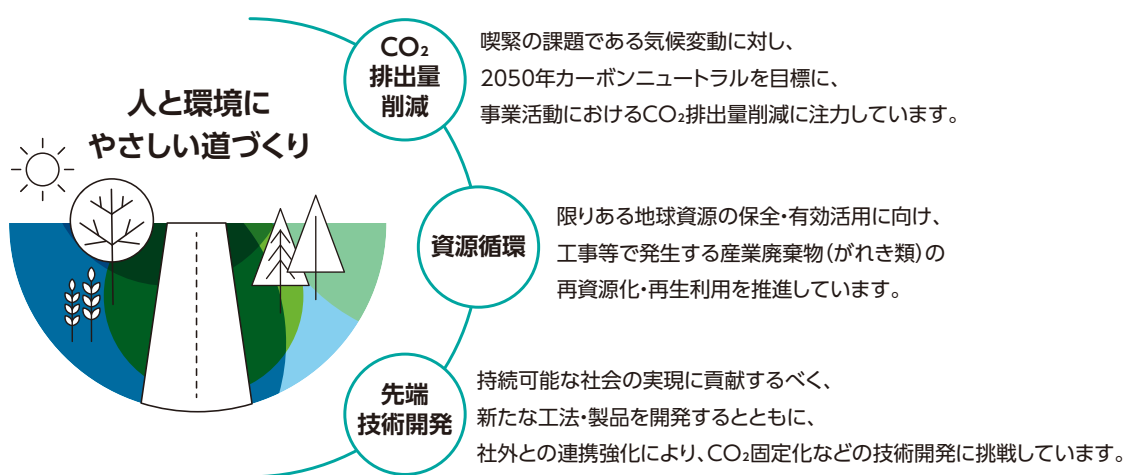 人と環境に
やさしい道づくり
CO₂
排出量
削減
喫緊の課題である気候変動に対し、
2050年カーボンニュートラルを目標に、
事業活動におけるCO₂排出量削減に注力しています。
資源循環
限りある地球資源の保全・有効活用に向け、
工事等で発生する産業廃棄物(がれき類)の
再資源化・再生利用を推進しています。
先端
技術開発
持続可能な社会の実現に貢献するべく、
新たな工法・製品を開発するとともに、
社外との連携強化により、CO₂固定化などの技術開発に挑戦しています。